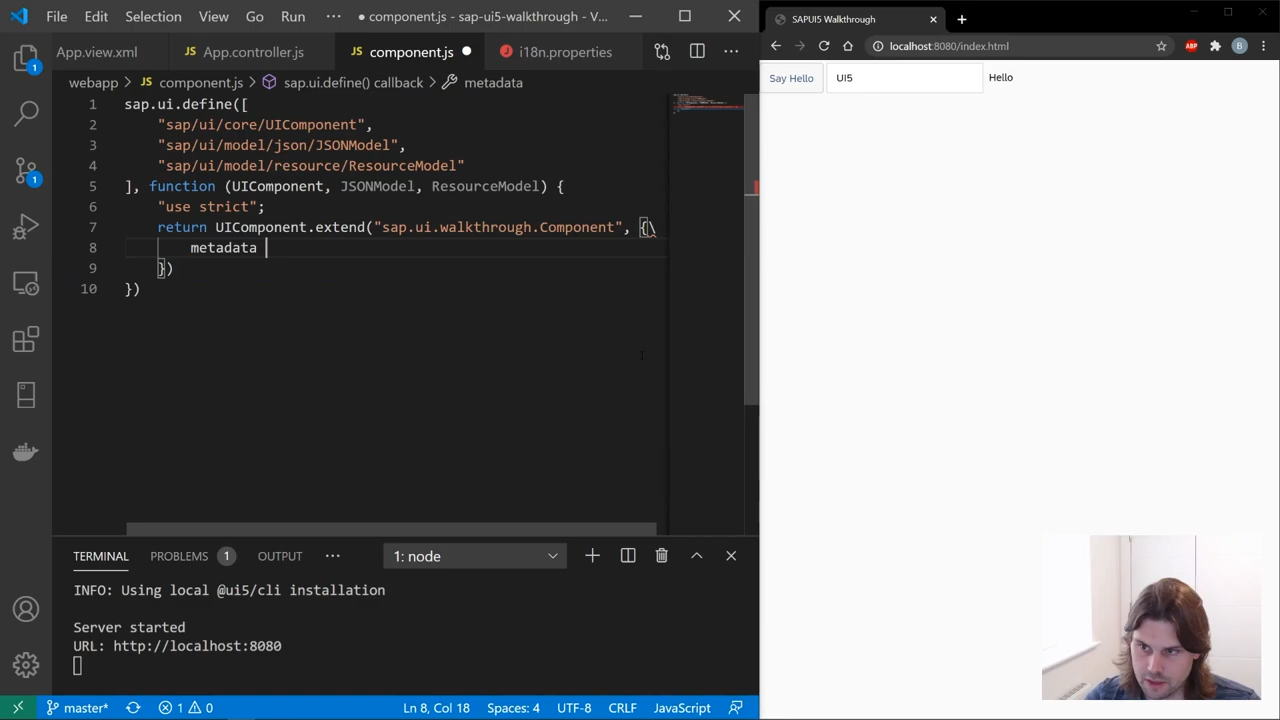 File Edit Selection View Go Run ··· ● component.js - sap-ui5-walkthrough - V...
App.view.xml JS App.controller.js JS component.js ● i18n.properties ···
webapp > JS component.js > sap.ui.define() callback > metadata
1 sap.ui.define([
2 "sap/ui/core/UIComponent",
3 "sap/ui/model/json/JSONModel",
4 "sap/ui/model/resource/ResourceModel"
5 ], function (UIComponent, JSONModel, ResourceModel) {
6 "use strict";
7 return UIComponent.extend("sap.ui.walkthrough.Component", {\
8 metadata
9 })
10 })
1
1
TERMINAL PROBLEMS 1 OUTPUT ··· 1: node
INFO: Using local @ui5/cli installation
Server started
URL: http://localhost:8080
master* 1 0 Ln 8, Col 18 Spaces: 4 UTF-8 CRLF JavaScript
SAPUI5 Walkthrough
localhost:8080/index.html ABP B
Say Hello UI5 Hello